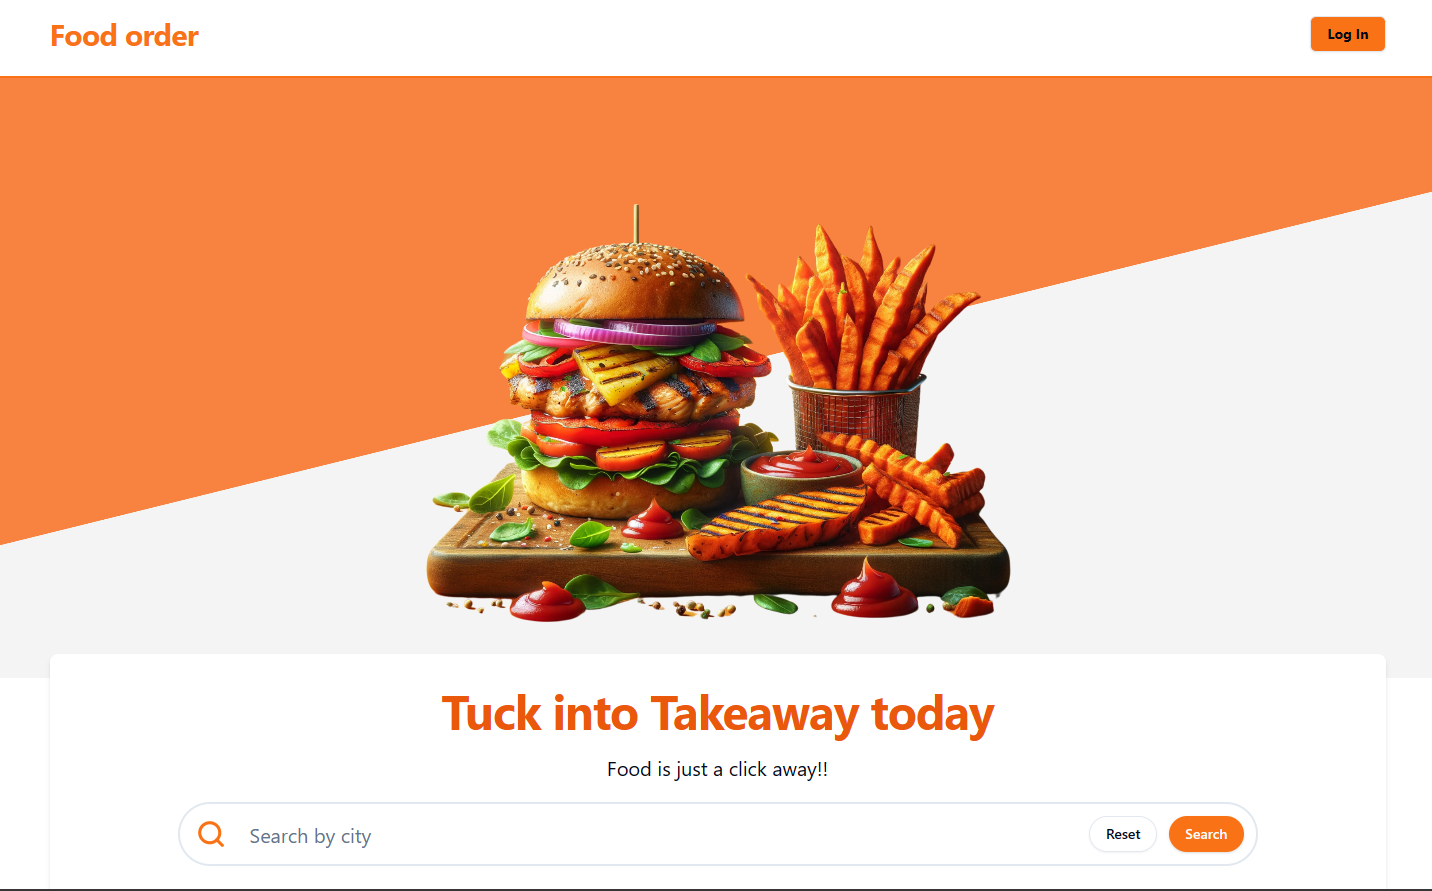 Food order
Log In
Tuck into Takeaway today
Food is just a click away!!
Search by city
Reset
Search